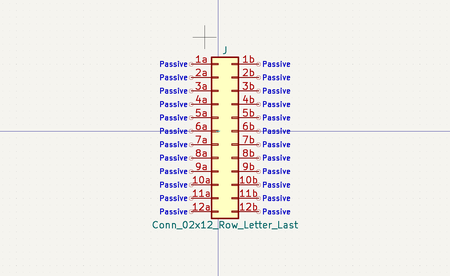 J
Passive 1a 1b Passive
Passive 2a 2b Passive
Passive 3a 3b Passive
Passive 4a 4b Passive
Passive 5a 5b Passive
Passive 6a 6b Passive
Passive 7a 7b Passive
Passive 8a 8b Passive
Passive 9a 9b Passive
Passive 10a 10b Passive
Passive 11a 11b Passive
Passive 12a 12b Passive
Conn_02x12_Row_Letter_Last